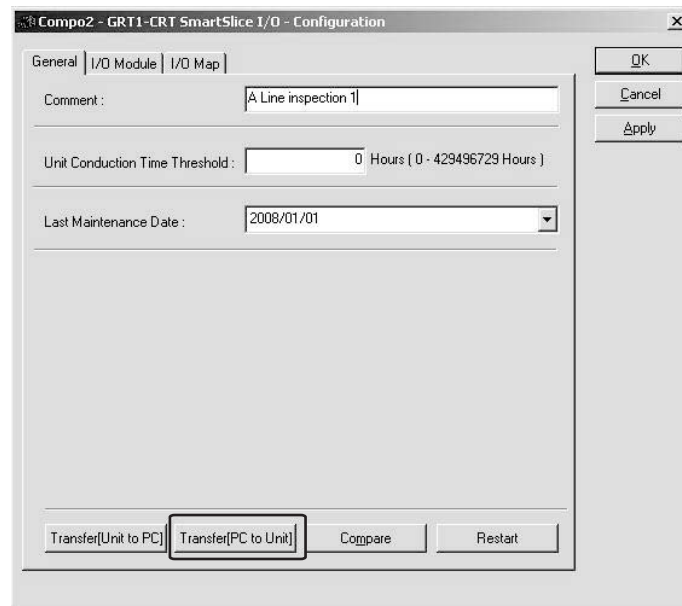 Compo2 - GRT1-CRT SmartSlice I/O - Configuration
General I/O Module I/O Map
OK
Comment : A Line inspection 1
Cancel
Apply
Unit Conduction Time Threshold : 0 Hours ( 0 - 429496729 Hours )
Last Maintenance Date : 2008/01/01
Transfer[Unit to PC] Transfer[PC to Unit] Compare Restart